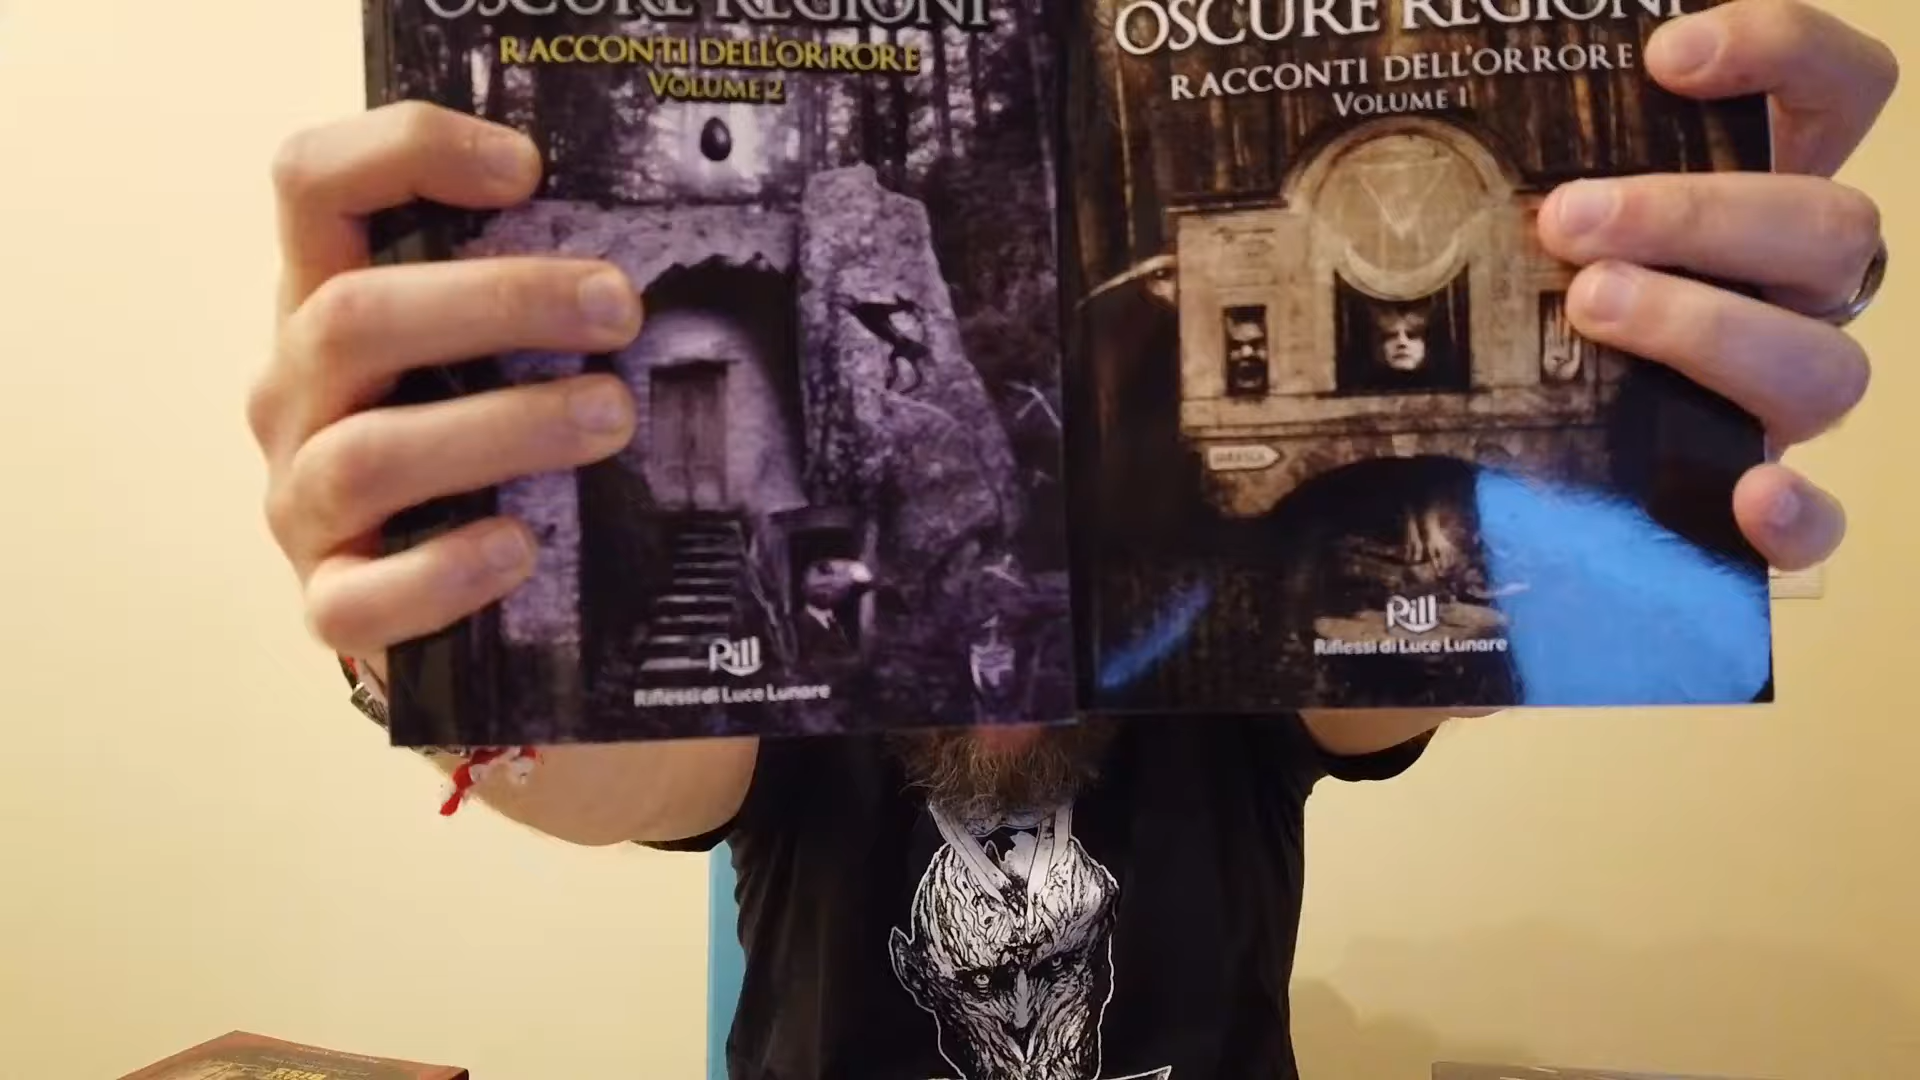 OSCURE REGIONI
RACCONTI DELL'ORRORE
VOLUME 2
Rill
Riflessi di Luce Lunare
OSCURE REGIONI
RACCONTI DELL'ORRORE
VOLUME 1
Rill
Riflessi di Luce Lunare